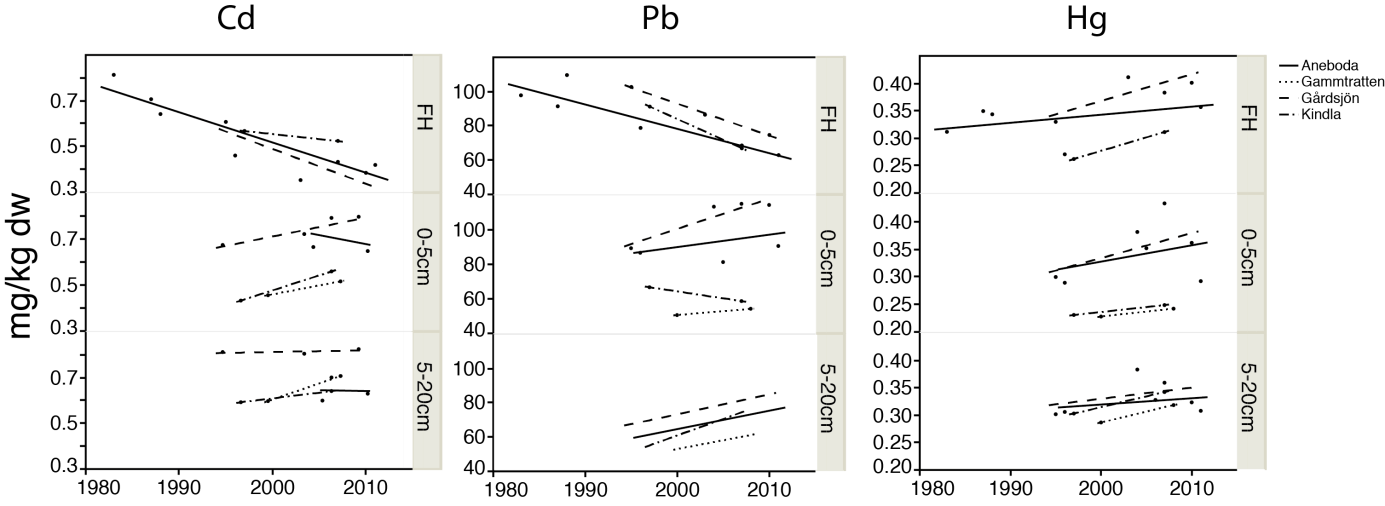 Cd
Pb
Hg
mg/kg dw
0.7
0.5
0.3
0.7
0.5
0.3
0.7
0.5
0.3
FH
0-5cm
5-20cm
1980 1990 2000 2010
100
80
60
40
100
80
60
40
100
80
60
40
FH
0-5cm
5-20cm
1980 1990 2000 2010
0.40
0.35
0.30
0.25
0.20
0.40
0.35
0.30
0.25
0.20
0.40
0.35
0.30
0.25
0.20
FH
0-5cm
5-20cm
1980 1990 2000 2010
Aneboda
Gammtratten
Gårdsjön
Kindla